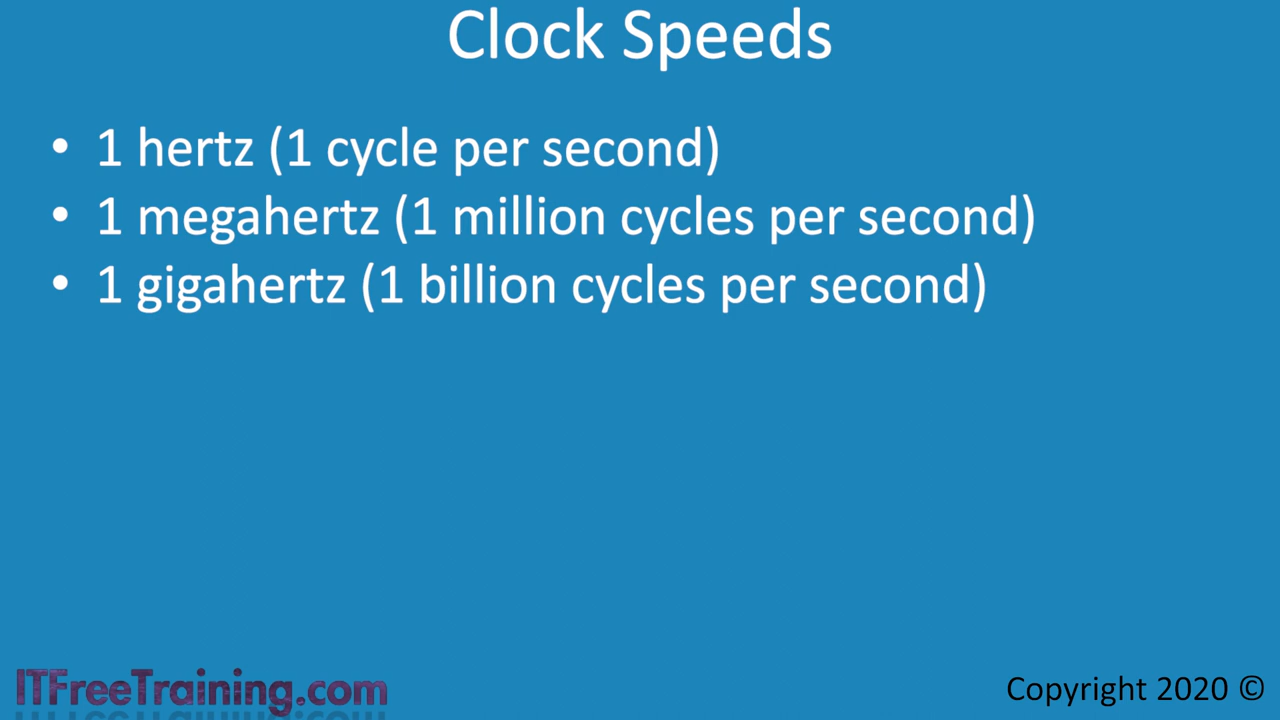 Clock Speeds
• 1 hertz (1 cycle per second)
• 1 megahertz (1 million cycles per second)
• 1 gigahertz (1 billion cycles per second)
ITFreeTraining.com
Copyright 2020 ©